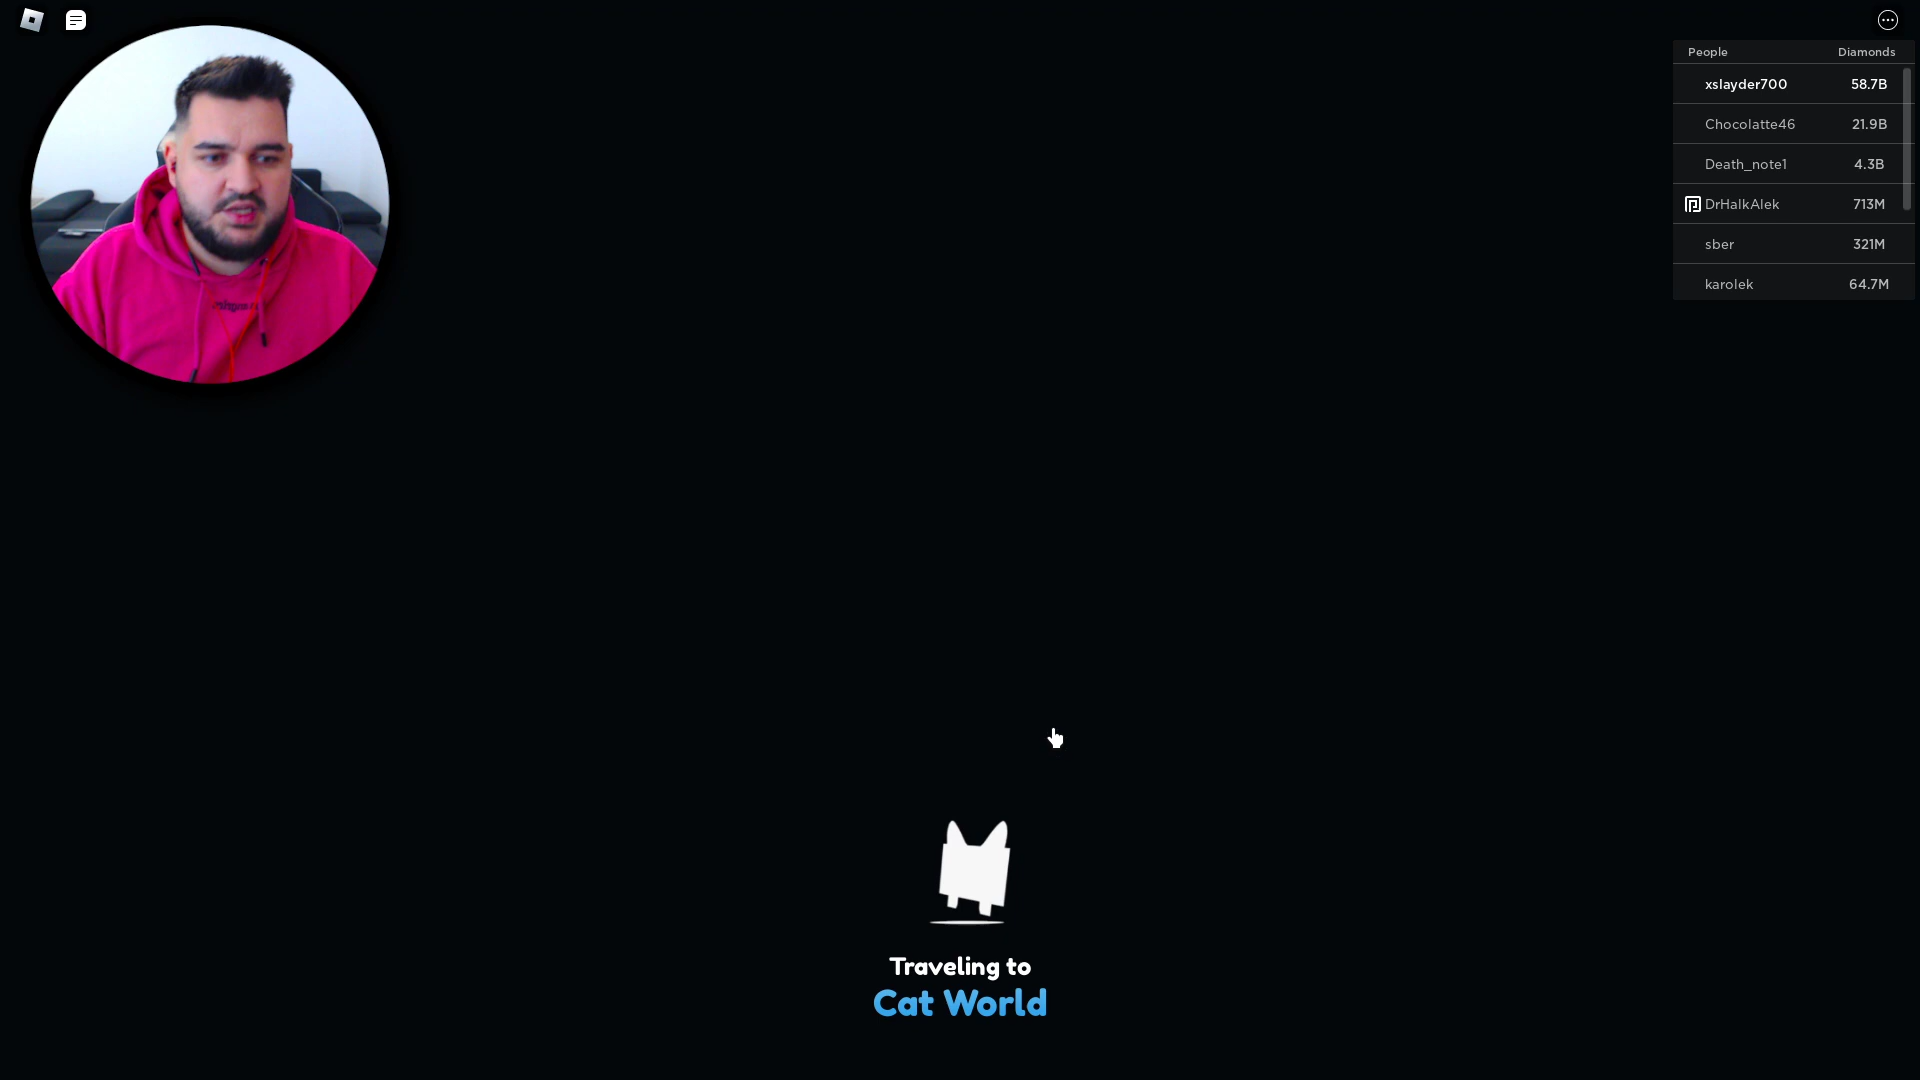 People Diamonds
xslayder700 58.7B
Chocolatte46 21.9B
Death_note1 4.3B
DrHalkAlek 713M
sber 321M
karolek 64.7M
Traveling to
Cat World